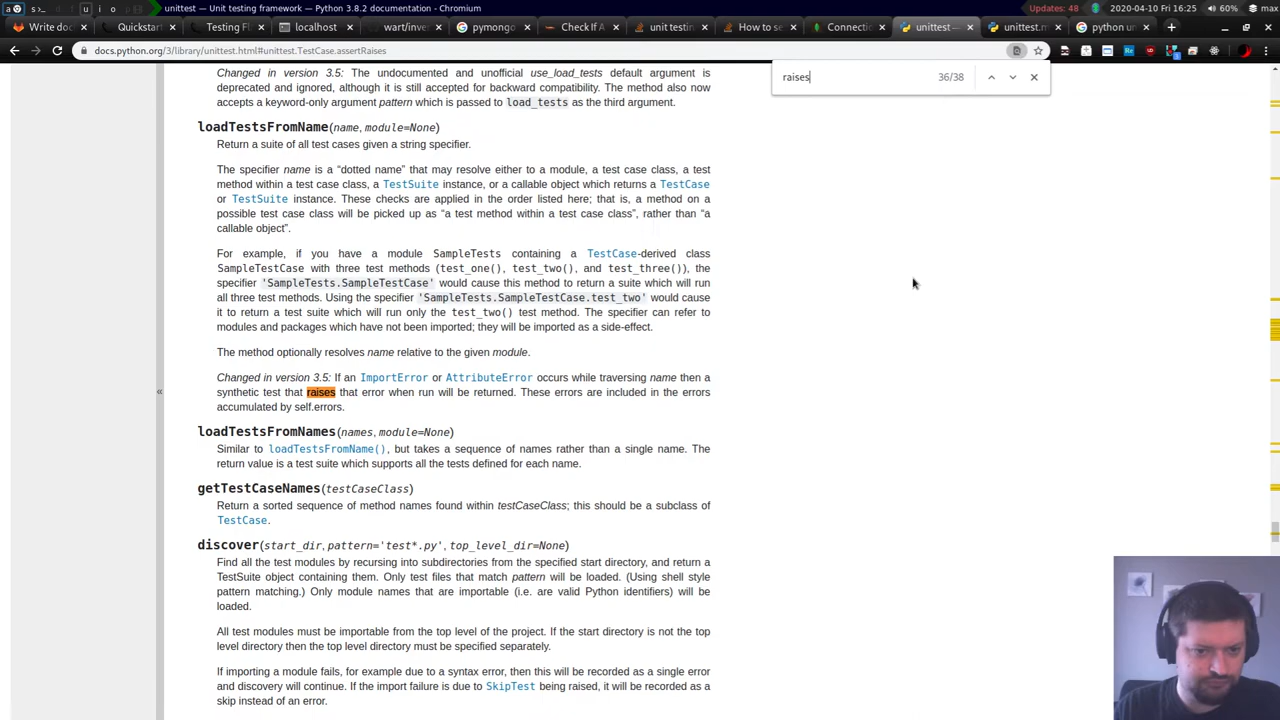 a s_ u i o unittest — Unit testing framework — Python 3.8.2 documentation - Chromium Updates: 48 2020-04-10 Fri 16:25 60% max
Write doc Quickstart localhost wart/inve pymongo Check If A unit testin How to se Connectio unittest— unittest.m python un
docs.python.org/3/library/unittest.html#unittest.TestCase.assertRaises
raises 36/38
Changed in version 3.5: The undocumented and unofficial use_load_tests default argument is
deprecated and ignored, although it is still accepted for backward compatibility. The method also now
accepts a keyword-only argument pattern which is passed to load_tests as the third argument.
loadTestsFromName(name, module=None)
Return a suite of all test cases given a string specifier.
The specifier name is a “dotted name” that may resolve either to a module, a test case class, a test
method within a test case class, a TestSuite instance, or a callable object which returns a TestCase
or TestSuite instance. These checks are applied in the order listed here; that is, a method on a
possible test case class will be picked up as “a test method within a test case class”, rather than “a
callable object”.
For example, if you have a module SampleTests containing a TestCase-derived class
SampleTestCase with three test methods (test_one(), test_two(), and test_three()), the
specifier 'SampleTests.SampleTestCase' would cause this method to return a suite which will run
all three test methods. Using the specifier 'SampleTests.SampleTestCase.test_two' would cause
it to return a test suite which will run only the test_two() test method. The specifier can refer to
modules and packages which have not been imported; they will be imported as a side-effect.
The method optionally resolves name relative to the given module.
Changed in version 3.5: If an ImportError or AttributeError occurs while traversing name then a
synthetic test that raises that error when run will be returned. These errors are included in the errors
accumulated by self.errors.
loadTestsFromNames(names, module=None)
Similar to loadTestsFromName(), but takes a sequence of names rather than a single name. The
return value is a test suite which supports all the tests defined for each name.
getTestCaseNames(testCaseClass)
Return a sorted sequence of method names found within testCaseClass; this should be a subclass of
TestCase.
discover(start_dir, pattern='test*.py', top_level_dir=None)
Find all the test modules by recursing into subdirectories from the specified start directory, and return a
TestSuite object containing them. Only test files that match pattern will be loaded. (Using shell style
pattern matching.) Only module names that are importable (i.e. are valid Python identifiers) will be
loaded.
All test modules must be importable from the top level of the project. If the start directory is not the top
level directory then the top level directory must be specified separately.
If importing a module fails, for example due to a syntax error, then this will be recorded as a single error
and discovery will continue. If the import failure is due to SkipTest being raised, it will be recorded as a
skip instead of an error.